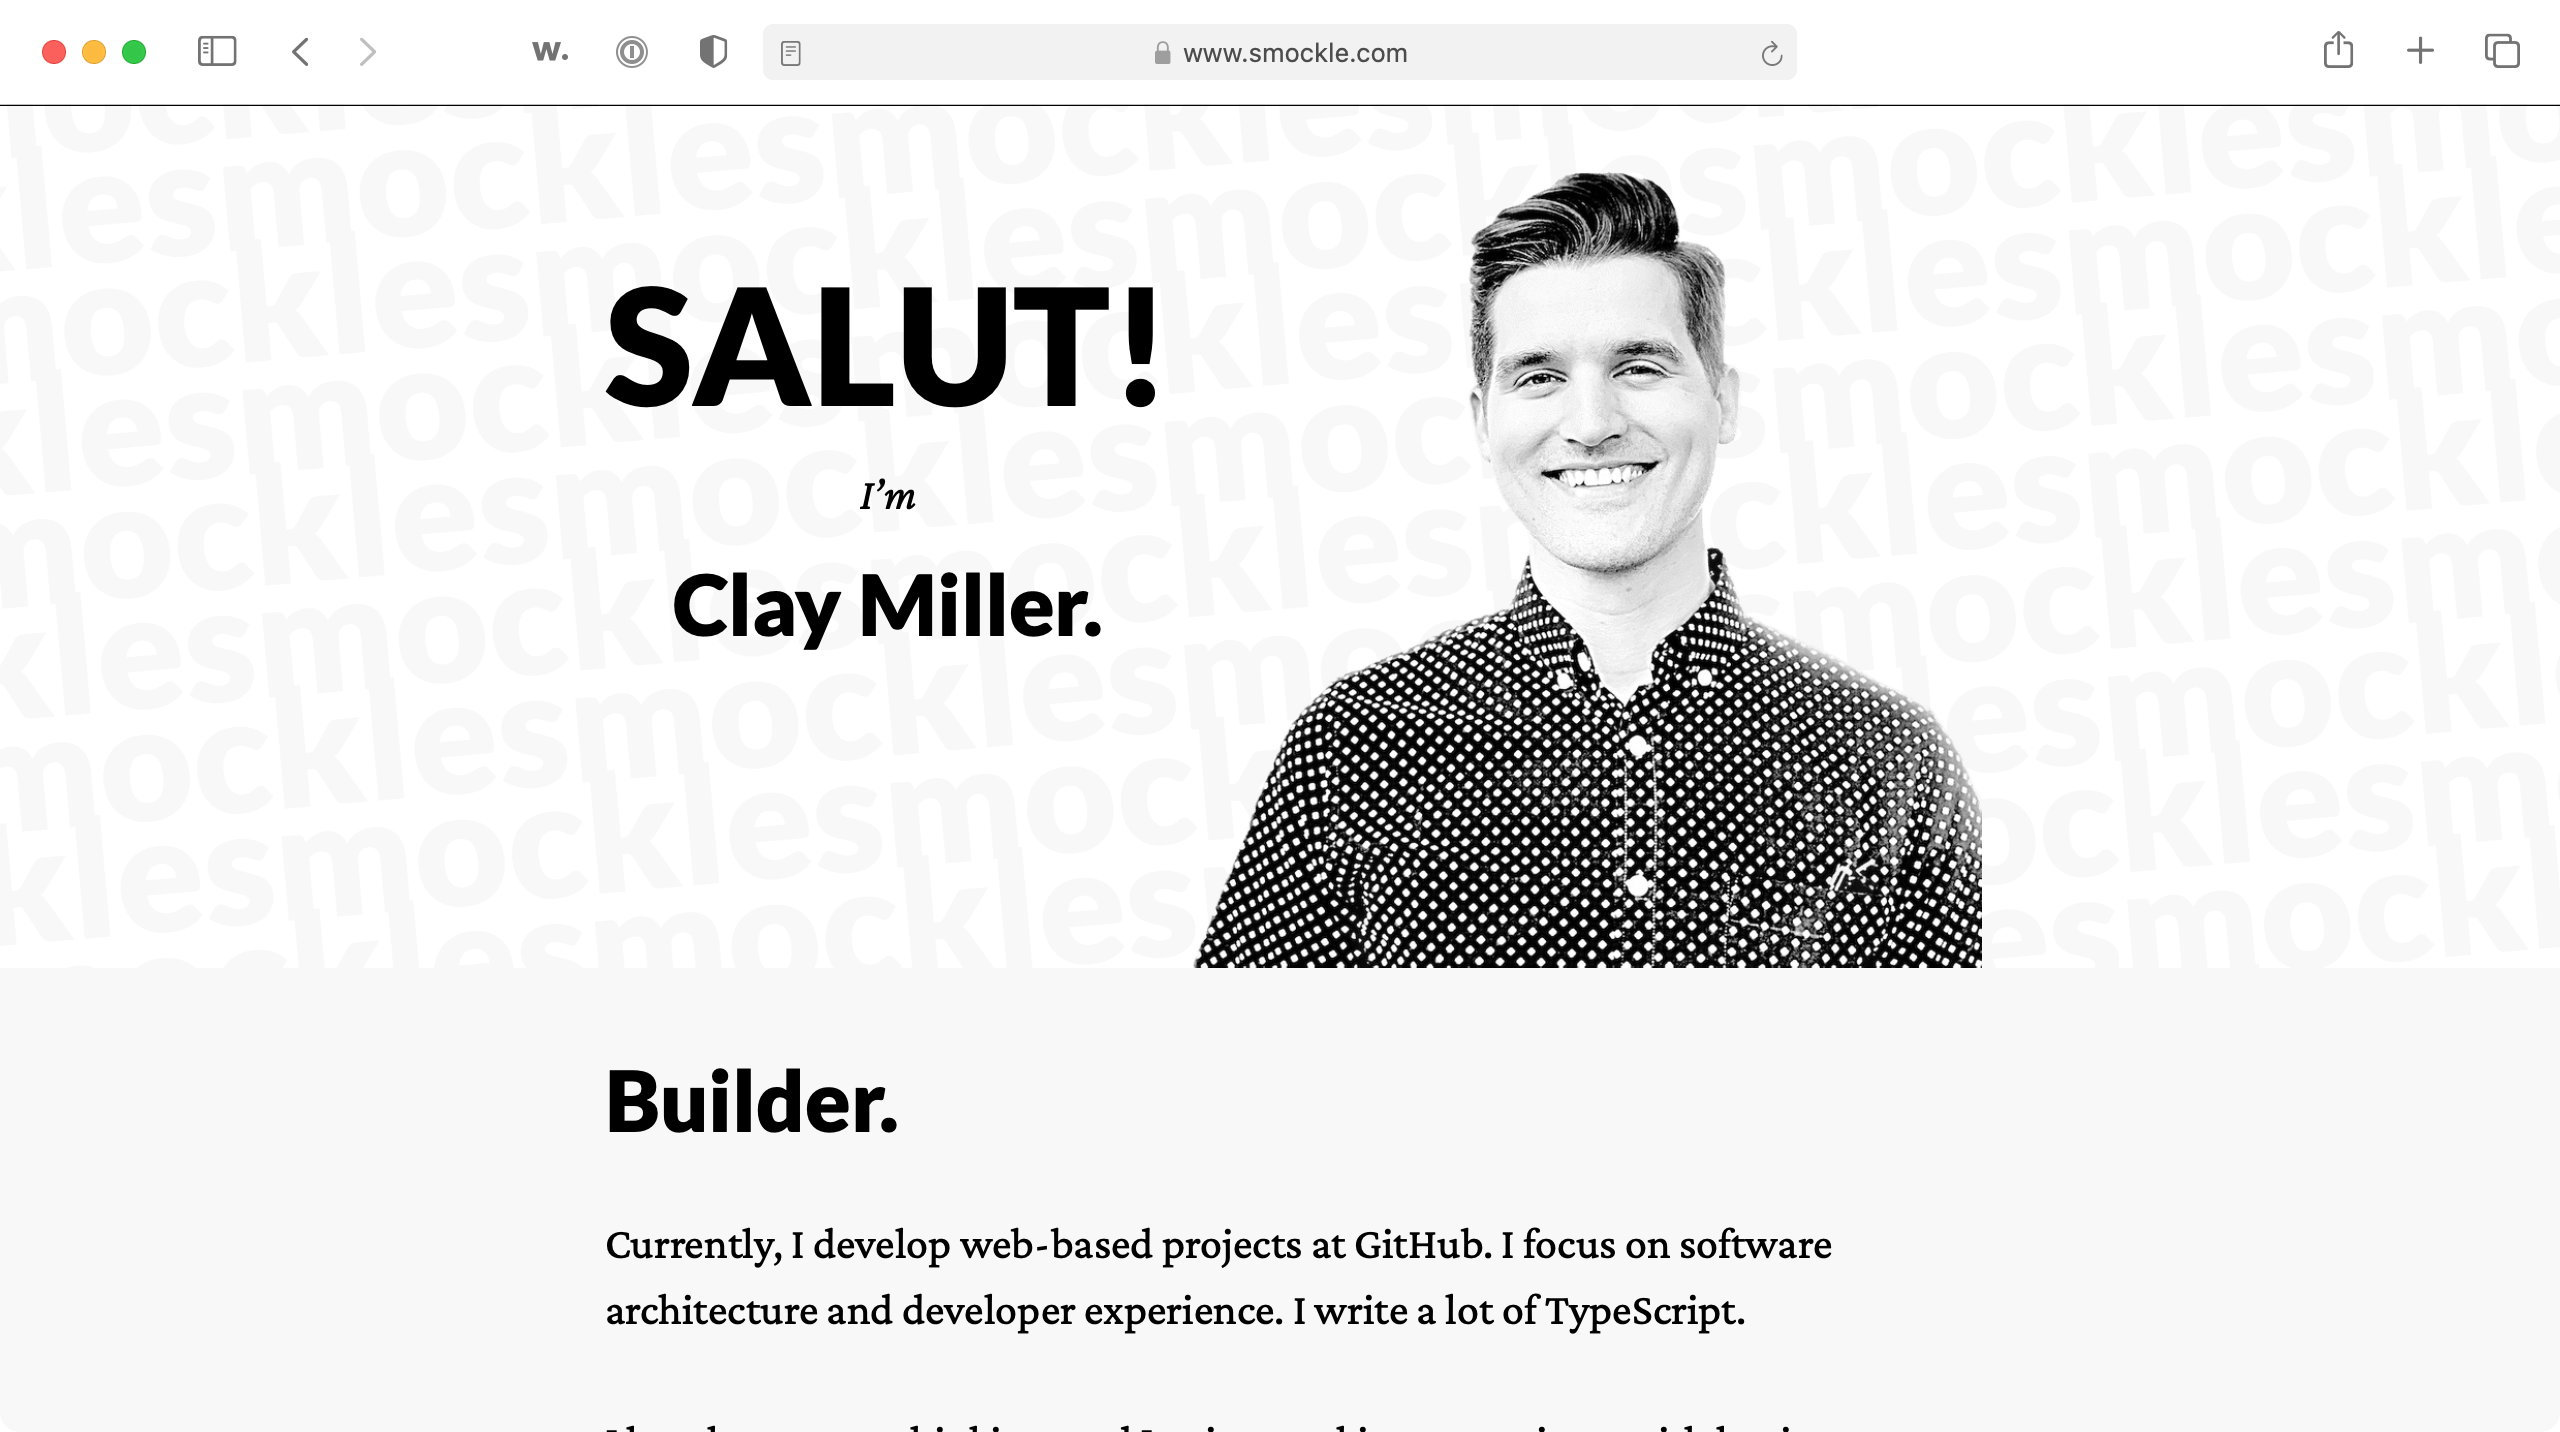 w.
www.smockle.com
smocklesmocklesmockle
SALUT!
I’m
Clay Miller.
Builder.
Currently, I develop web-based projects at GitHub. I focus on software
architecture and developer experience. I write a lot of TypeScript.